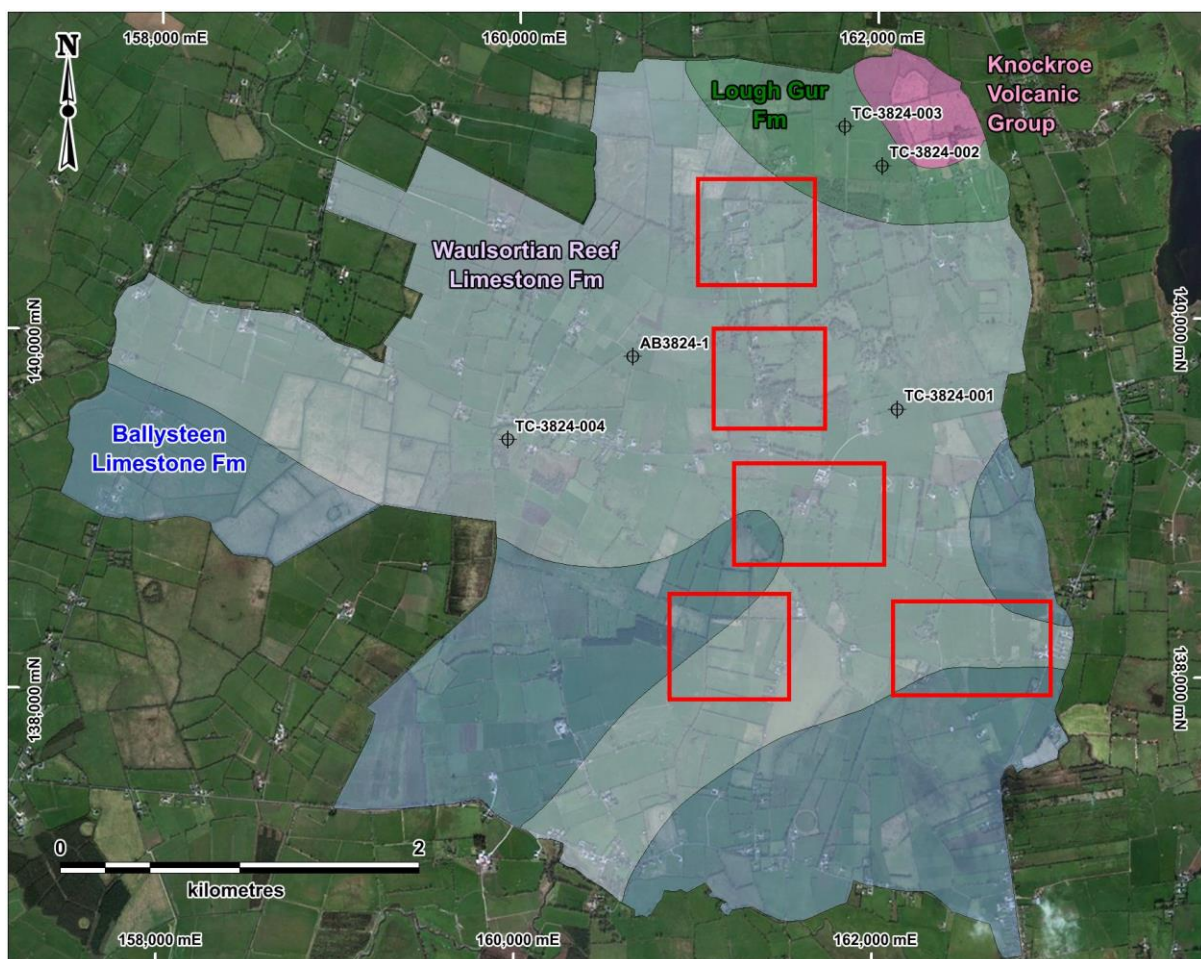 158,000 mE
160,000 mE
162,000 mE
N
Knockroe
Volcanic
Group
Lough Gur
Fm
TC-3824-003
TC-3824-002
Waulsortian Reef
Limestone Fm
140,000 mN
140,000 mN
AB3824-1
TC-3824-001
TC-3824-004
Ballysteen
Limestone Fm
138,000 mN
138,000 mN
0
2
kilometres
158,000 mE
160,000 mE
162,000 mE